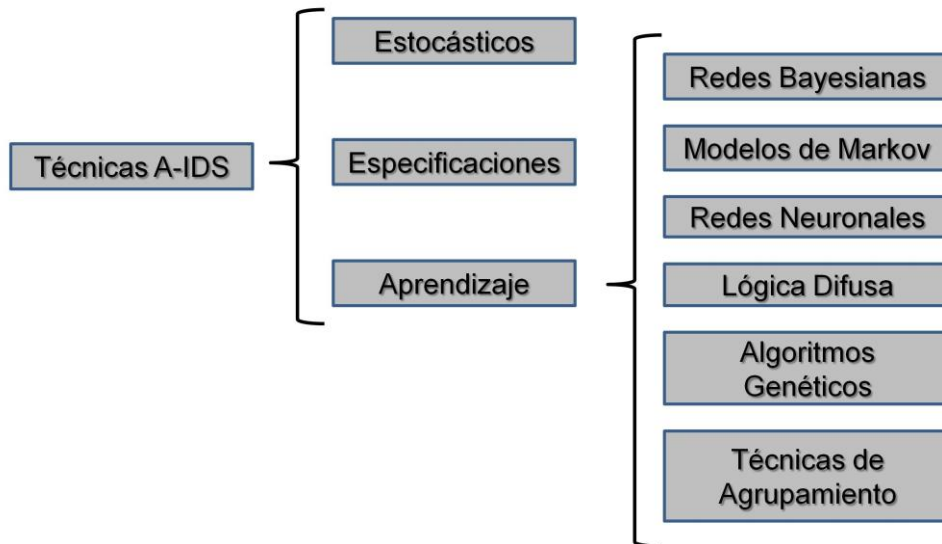 Técnicas A-IDS
Estocásticos
Especificaciones
Aprendizaje
Redes Bayesianas
Modelos de Markov
Redes Neuronales
Lógica Difusa
Algoritmos
Genéticos
Técnicas de
Agrupamiento